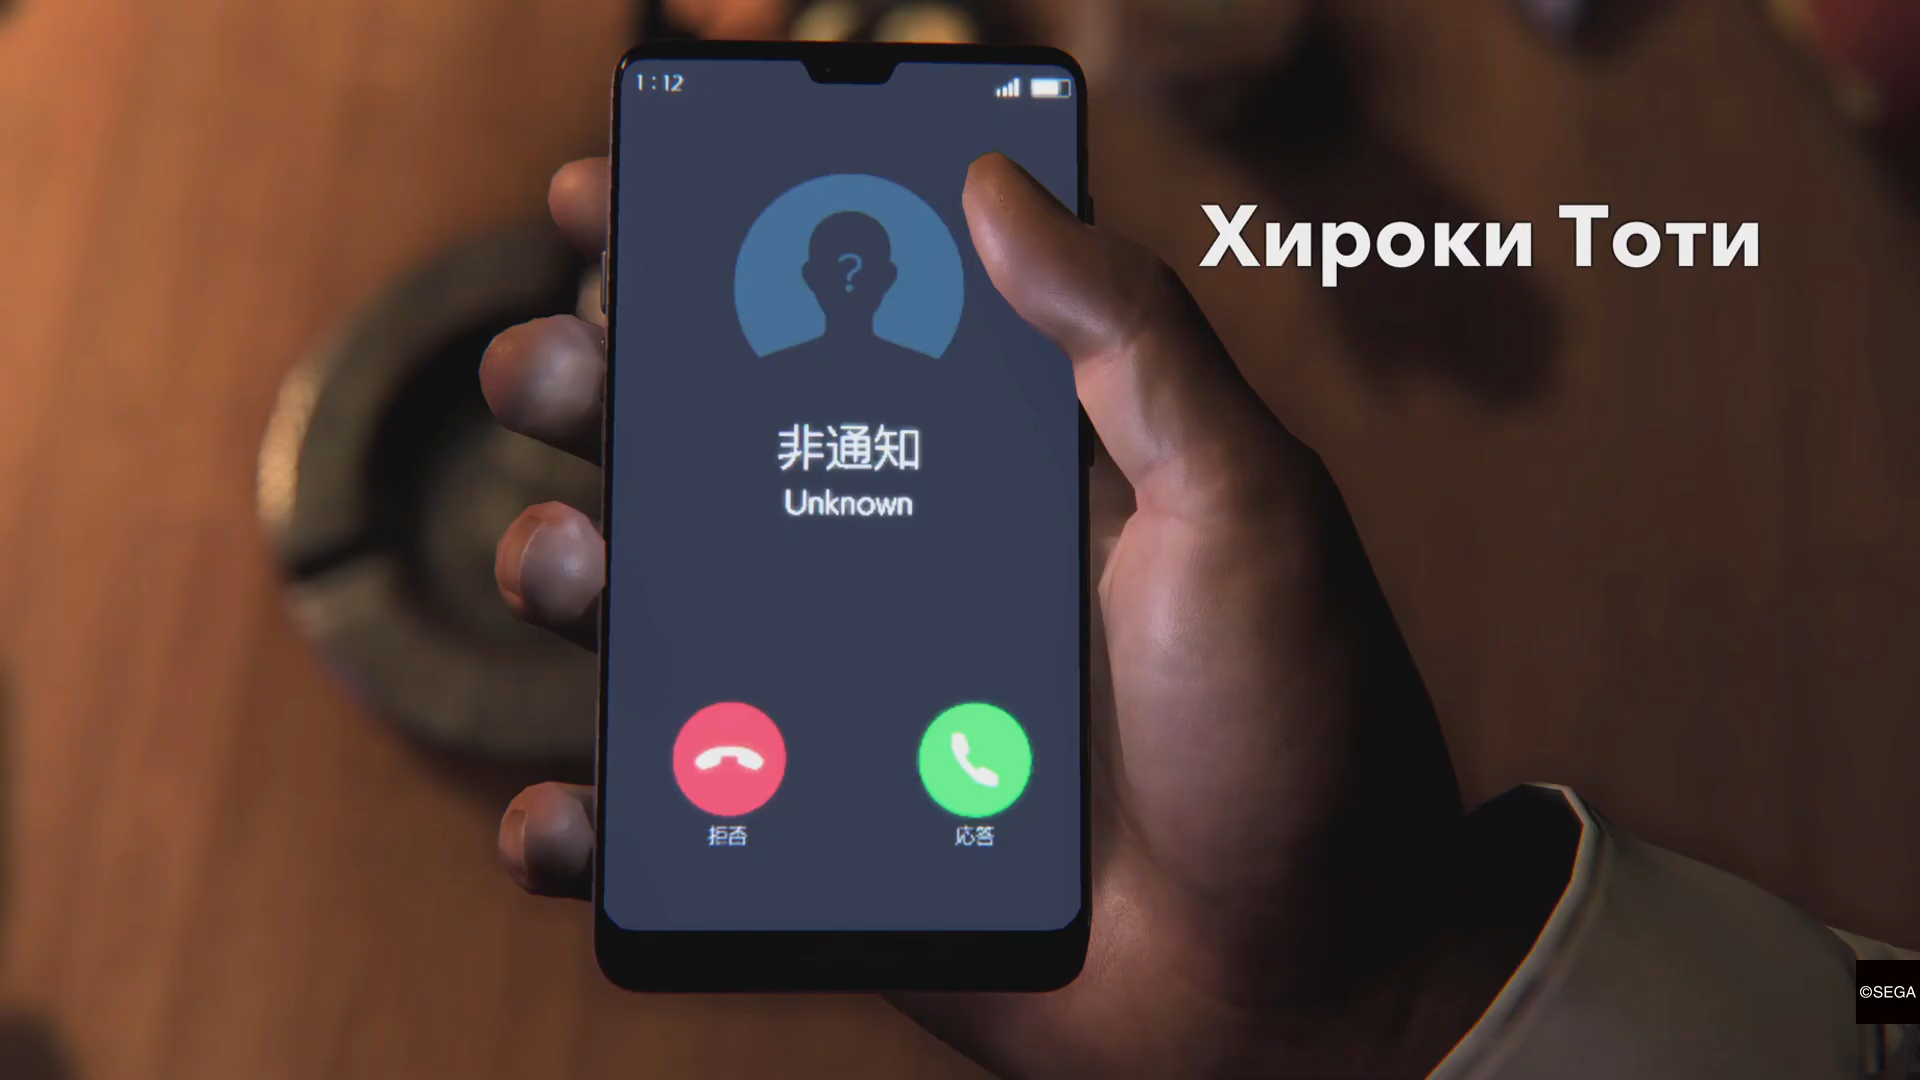 1:12
Хироки Тоти
非通知
Unknown
拒否
応答
©SEGA